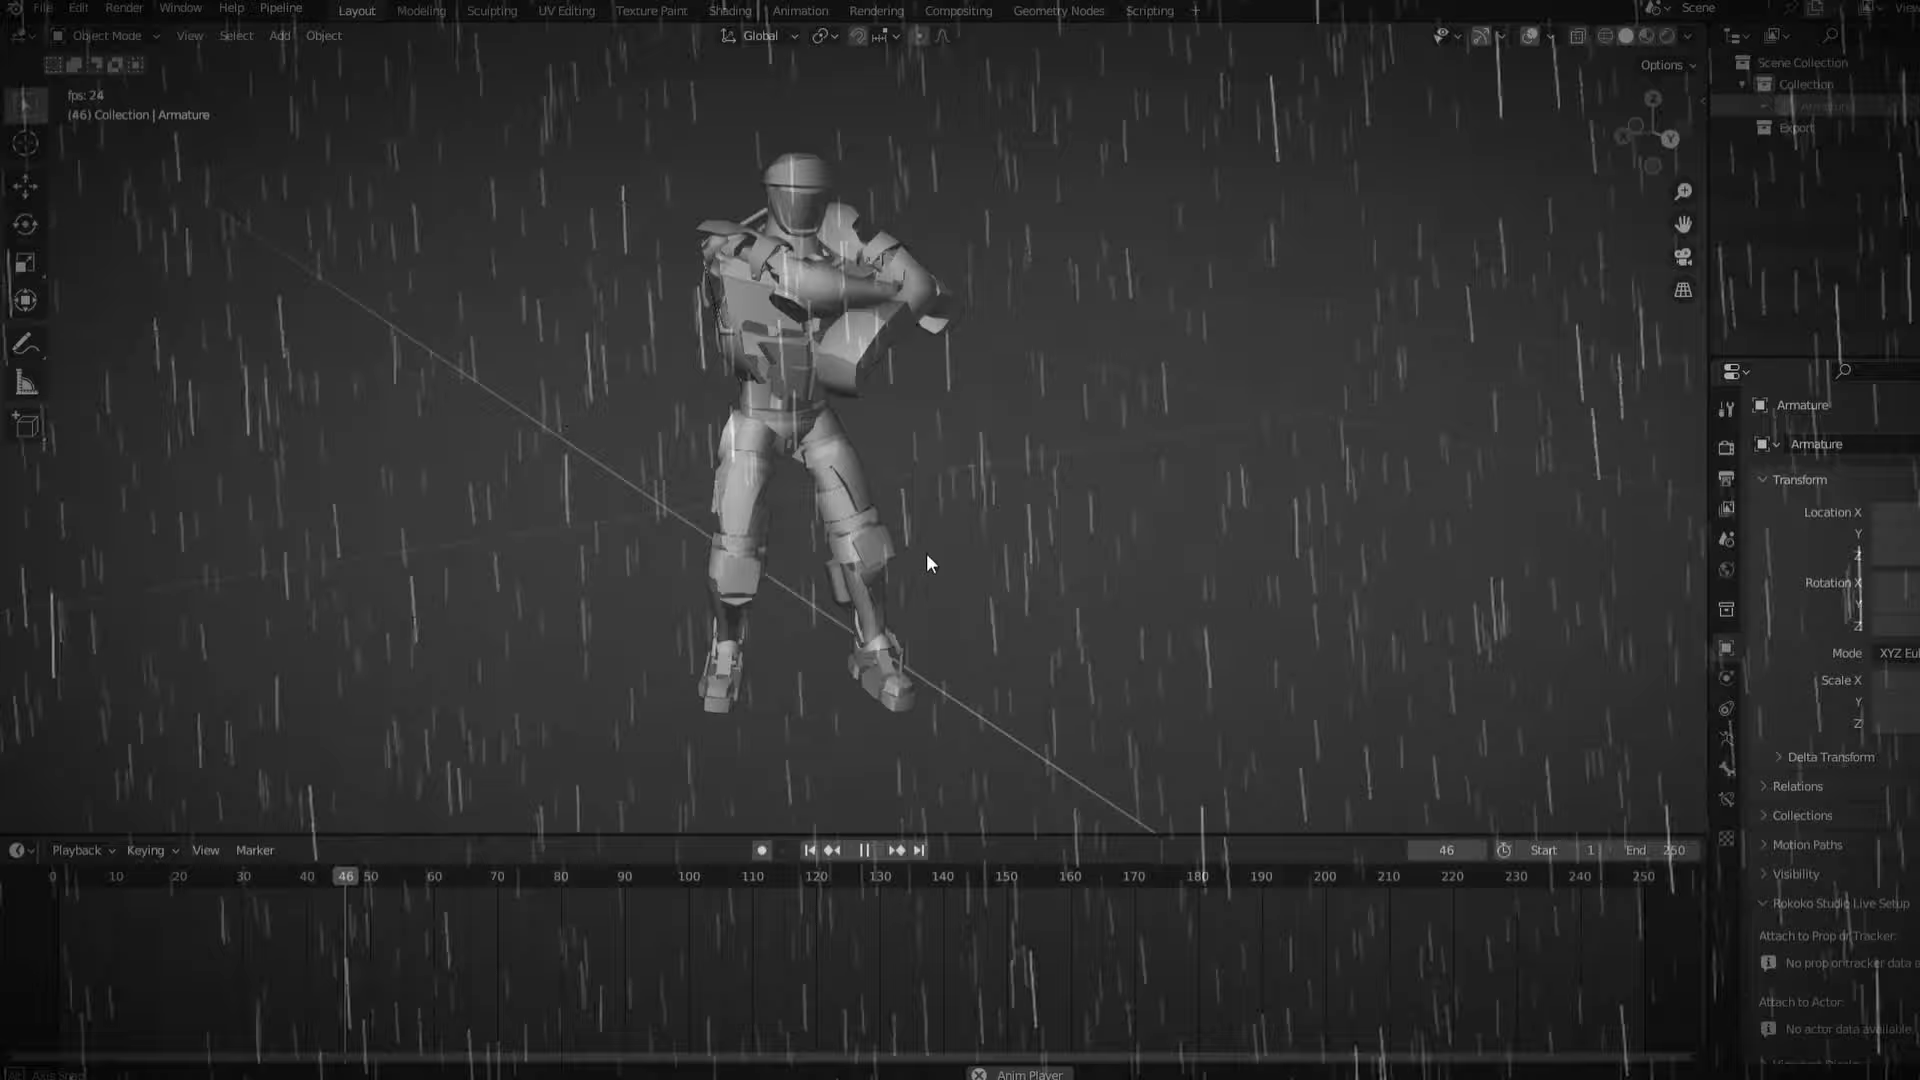 File Edit Render Window Help Pipeline Layout Modeling Sculpting UV Editing Texture Paint Shading Animation Rendering Compositing Geometry Nodes Scripting + Scene View
Object Mode View Select Add Object Global
Options
fps: 24
(46) Collection | Armature
Scene Collection
Collection
Armature
Export
Z
Y
Armature
Armature
Transform
Location X
Y
Z
Rotation X
Y
Z
Mode XYZ Eul
Scale X
Y
Z
Delta Transform
Relations
Collections
Motion Paths
Visibility
Rokoko Studio Live Setup
Attach to Prop or Tracker:
No prop or tracker data a
Attach to Actor:
No actor data available.
Playback Keying View Marker 46 Start 1 End 250
0 10 20 30 40 46 50 60 70 80 90 100 110 120 130 140 150 160 170 180 190 200 210 220 230 240 250
Axis Snap Anim Player